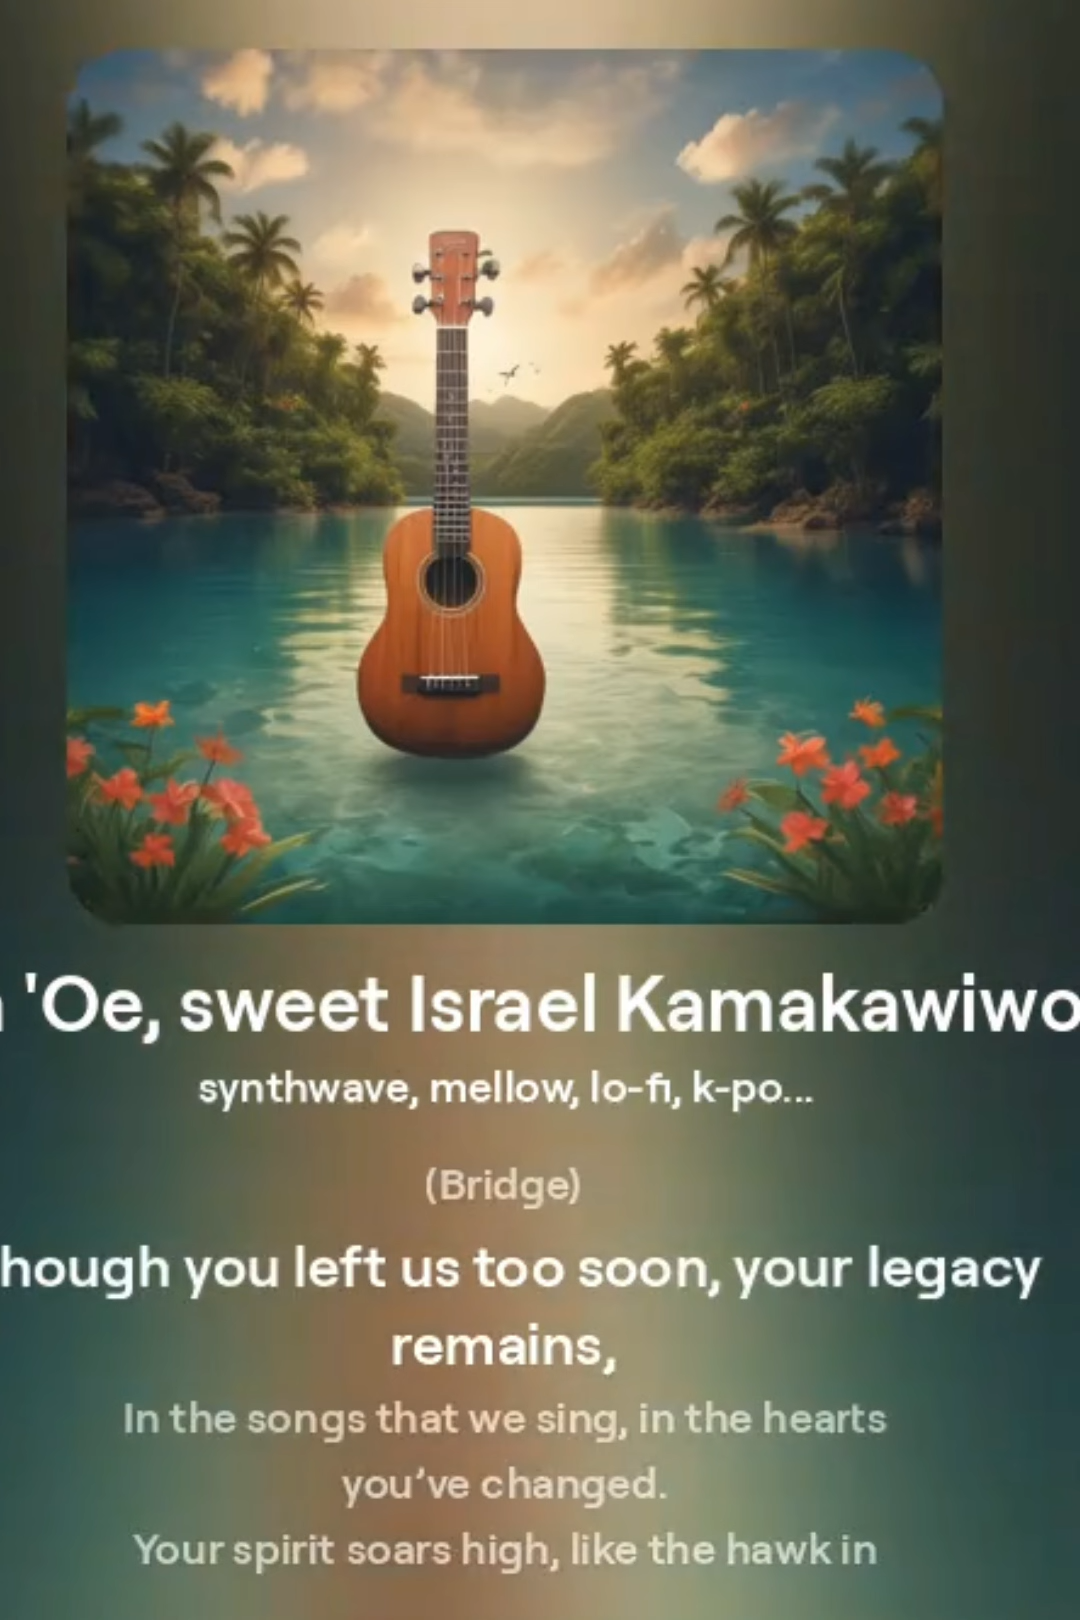 'Oe, sweet Israel Kamakawiwo
synthwave, mellow, lo-fi, k-po...
(Bridge)
hough you left us too soon, your legacy
remains,
In the songs that we sing, in the hearts
you've changed.
Your spirit soars high, like the hawk in